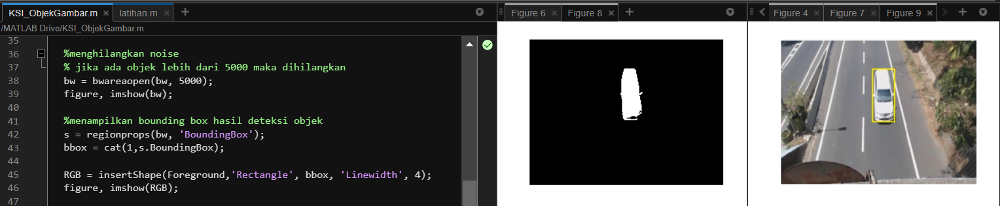 KSI_ObjekGambar.m × latihan.m × +
/MATLAB Drive/KSI_ObjekGambar.m
35
36 %menghilangkan noise
37 % jika ada objek lebih dari 5000 maka dihilangkan
38 bw = bwareaopen(bw, 5000);
39 figure, imshow(bw);
40
41 %menampilkan bounding box hasil deteksi objek
42 s = regionprops(bw, 'BoundingBox');
43 bbox = cat(1,s.BoundingBox);
44
45 RGB = insertShape(Foreground,'Rectangle', bbox, 'Linewidth', 4);
46 figure, imshow(RGB);
47
Figure 6 × Figure 8 × +
Figure 4 × Figure 7 × Figure 9 × +